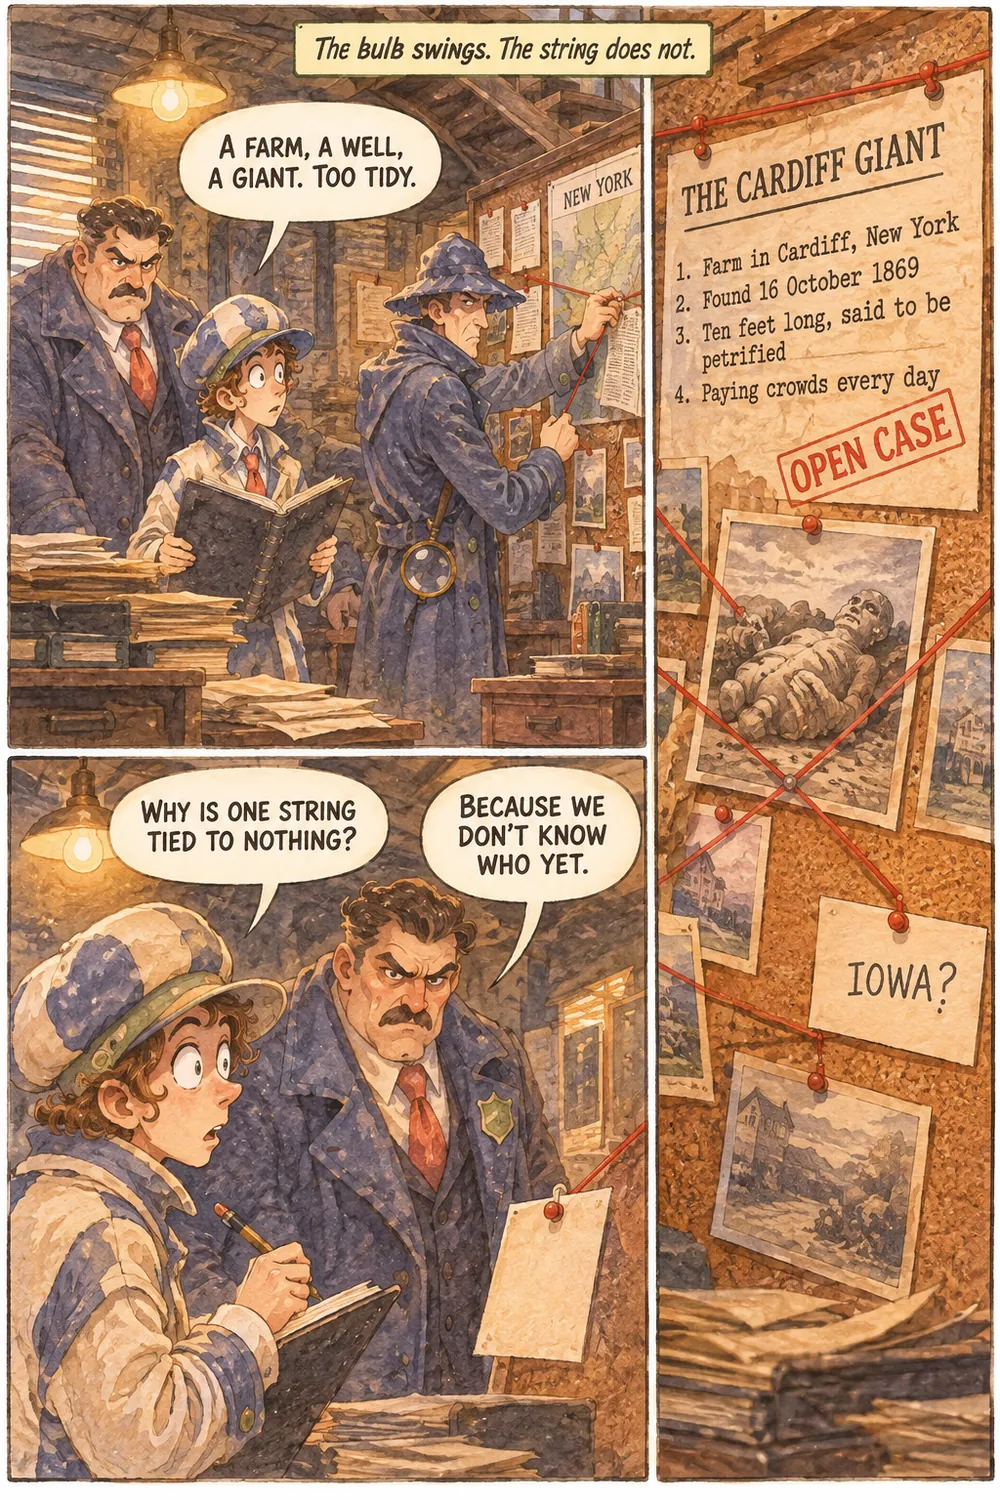 The bulb swings. The string does not.
A FARM, A WELL,
A GIANT. TOO TIDY.
NEW YORK
THE CARDIFF GIANT
1. Farm in Cardiff, New York
2. Found 16 October 1869
3. Ten feet long, said to be
petrified
4. Paying crowds every day
OPEN CASE
IOWA?
WHY IS ONE STRING
TIED TO NOTHING?
BECAUSE WE
DON'T KNOW
WHO YET.